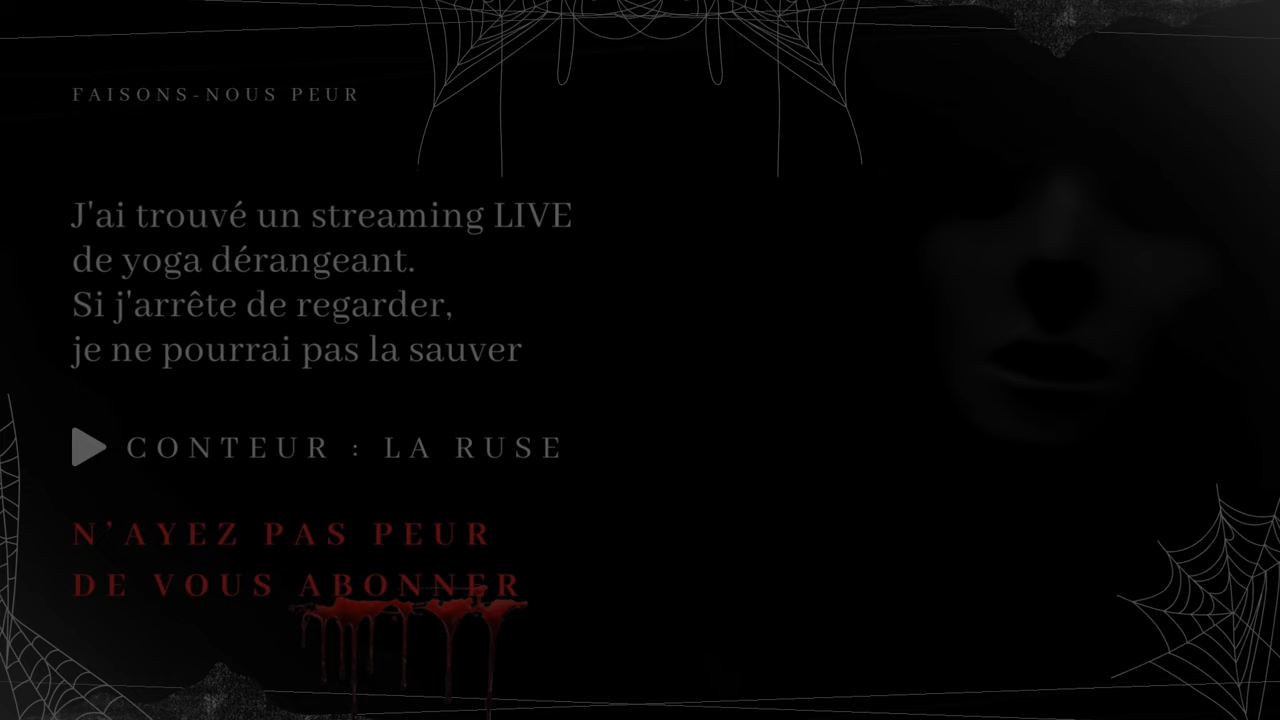 FAISONS-NOUS PEUR
J'ai trouvé un streaming LIVE
de yoga dérangeant.
Si j'arrête de regarder,
je ne pourrai pas la sauver
CONTEUR : LA RUSE
N’AYEZ PAS PEUR
DE VOUS ABONNER